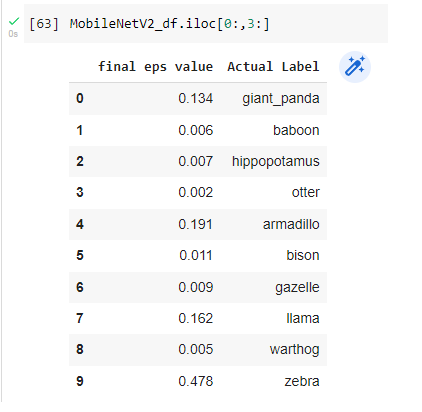 [63] MobileNetV2_df.iloc[0:,3:]
0s
final eps value Actual Label
0 0.134 giant_panda
1 0.006 baboon
2 0.007 hippopotamus
3 0.002 otter
4 0.191 armadillo
5 0.011 bison
6 0.009 gazelle
7 0.162 llama
8 0.005 warthog
9 0.478 zebra